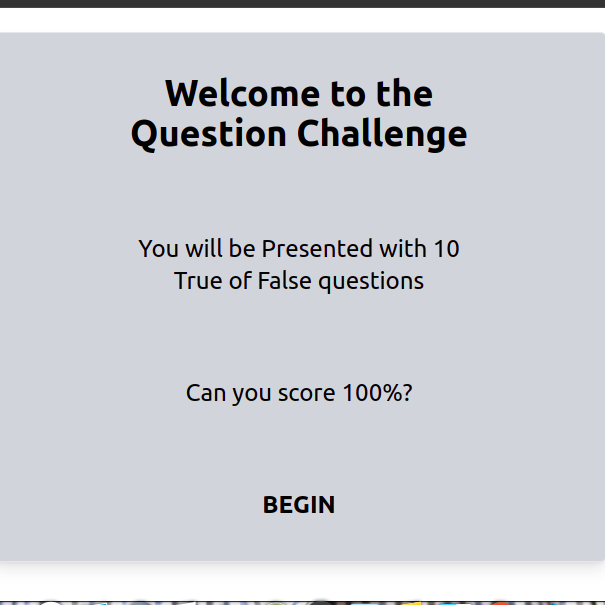 Welcome to the
Question Challenge
You will be Presented with 10
True of False questions
Can you score 100%?
BEGIN